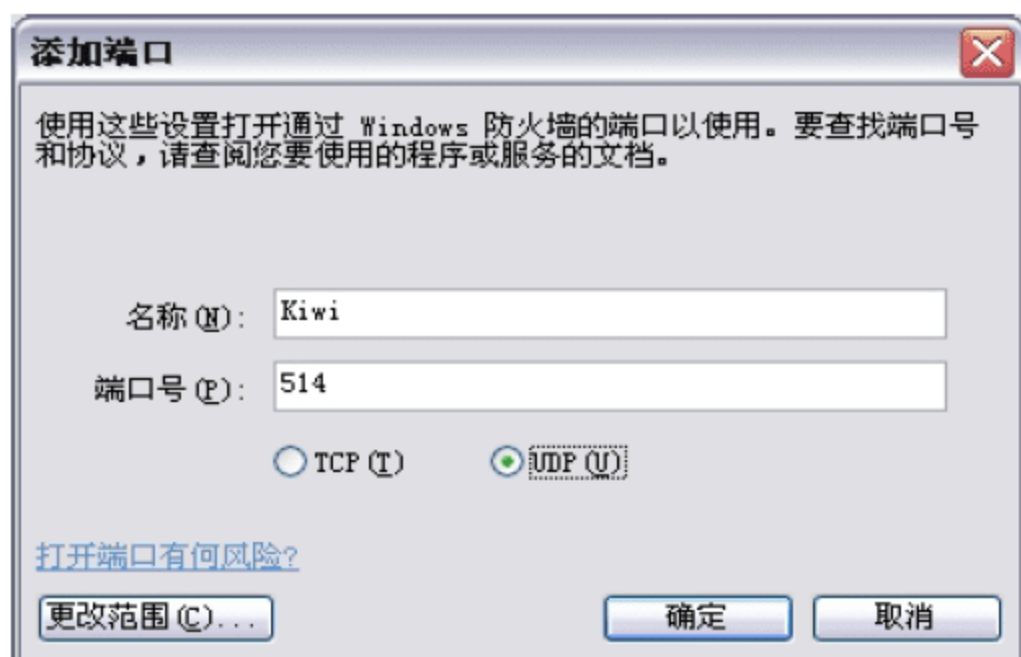 添加端口
使用这些设置打开通过 Windows 防火墙的端口以使用。要查找端口号
和协议，请查阅您要使用的程序或服务的文档。
名称(N): Kiwi
端口号(P): 514
TCP(T) UDP(U)
打开端口有何风险?
更改范围(C)... 确定 取消